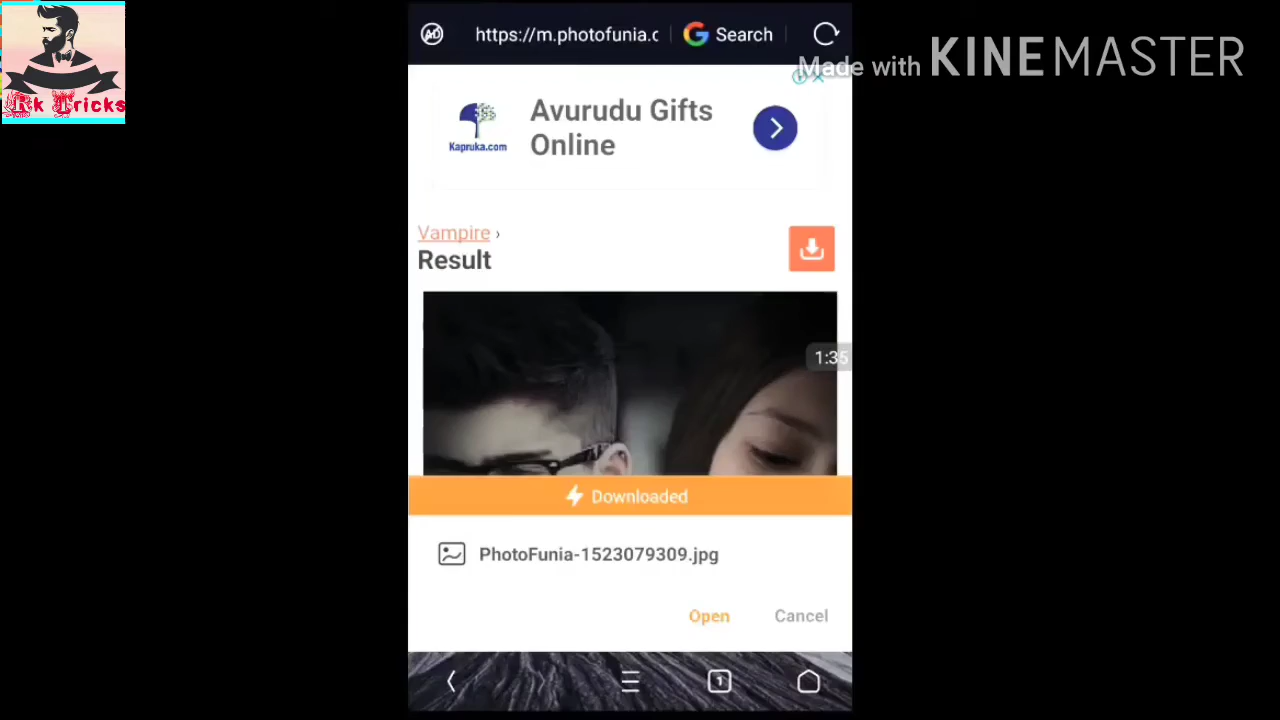 Rk Tricks
https://m.photofunia.c
Search
Made with KINEMASTER
Kapruka.com
Avurudu Gifts
Online
Vampire ›
Result
1:35
Downloaded
PhotoFunia-1523079309.jpg
Open
Cancel
1